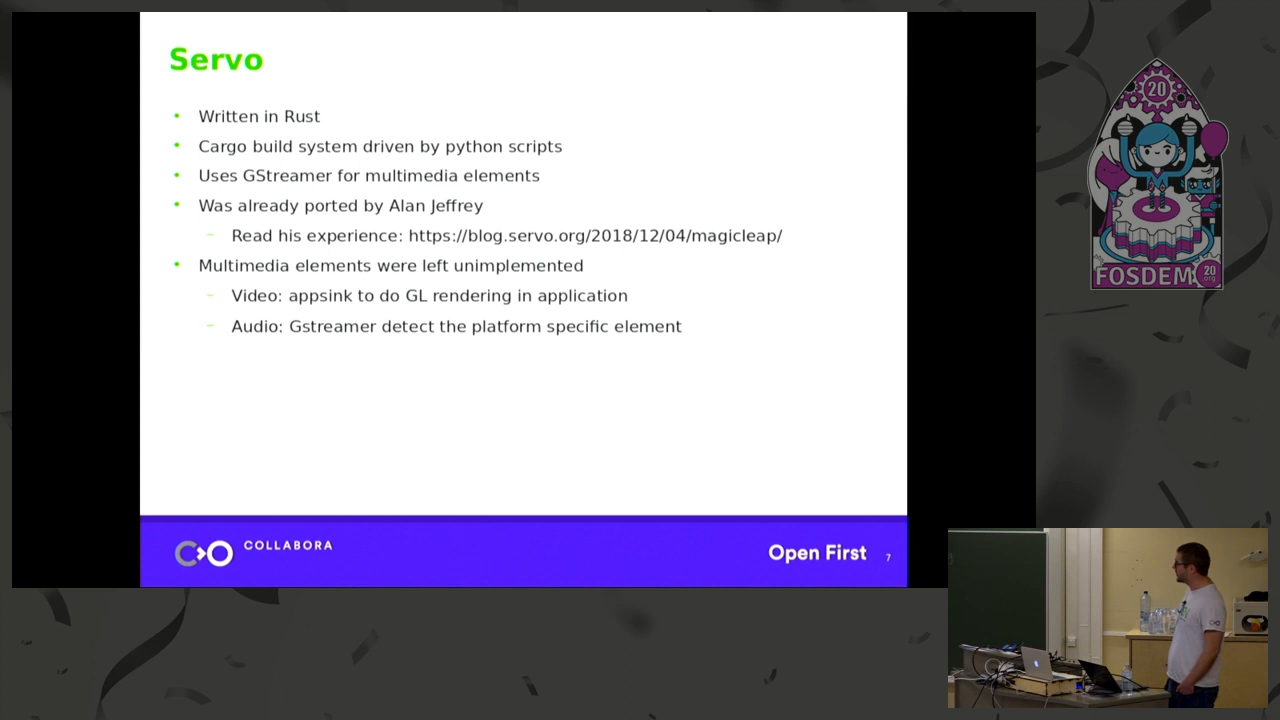 Servo
Written in Rust
Cargo build system driven by python scripts
Uses GStreamer for multimedia elements
Was already ported by Alan Jeffrey
Read his experience: https://blog.servo.org/2018/12/04/magicleap/
Multimedia elements were left unimplemented
Video: appsink to do GL rendering in application
Audio: Gstreamer detect the platform specific element
COLLABORA
Open First
7
20
FOSDEM
20
.org